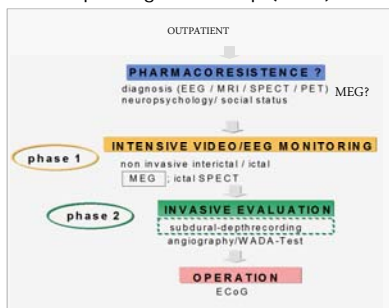 OUTPATIENT
PHARMACORESISTENCE ?
diagnosis (EEG / MRI / SPECT / PET) MEG?
neuropsychology/ social status
INTENSIVE VIDEO/EEG MONITORING
phase 1
non invasive interictal / ictal
MEG ; ictal SPECT
INVASIVE EVALUATION
phase 2
subdural-depthrecording
angiography/WADA-Test
OPERATION
ECoG